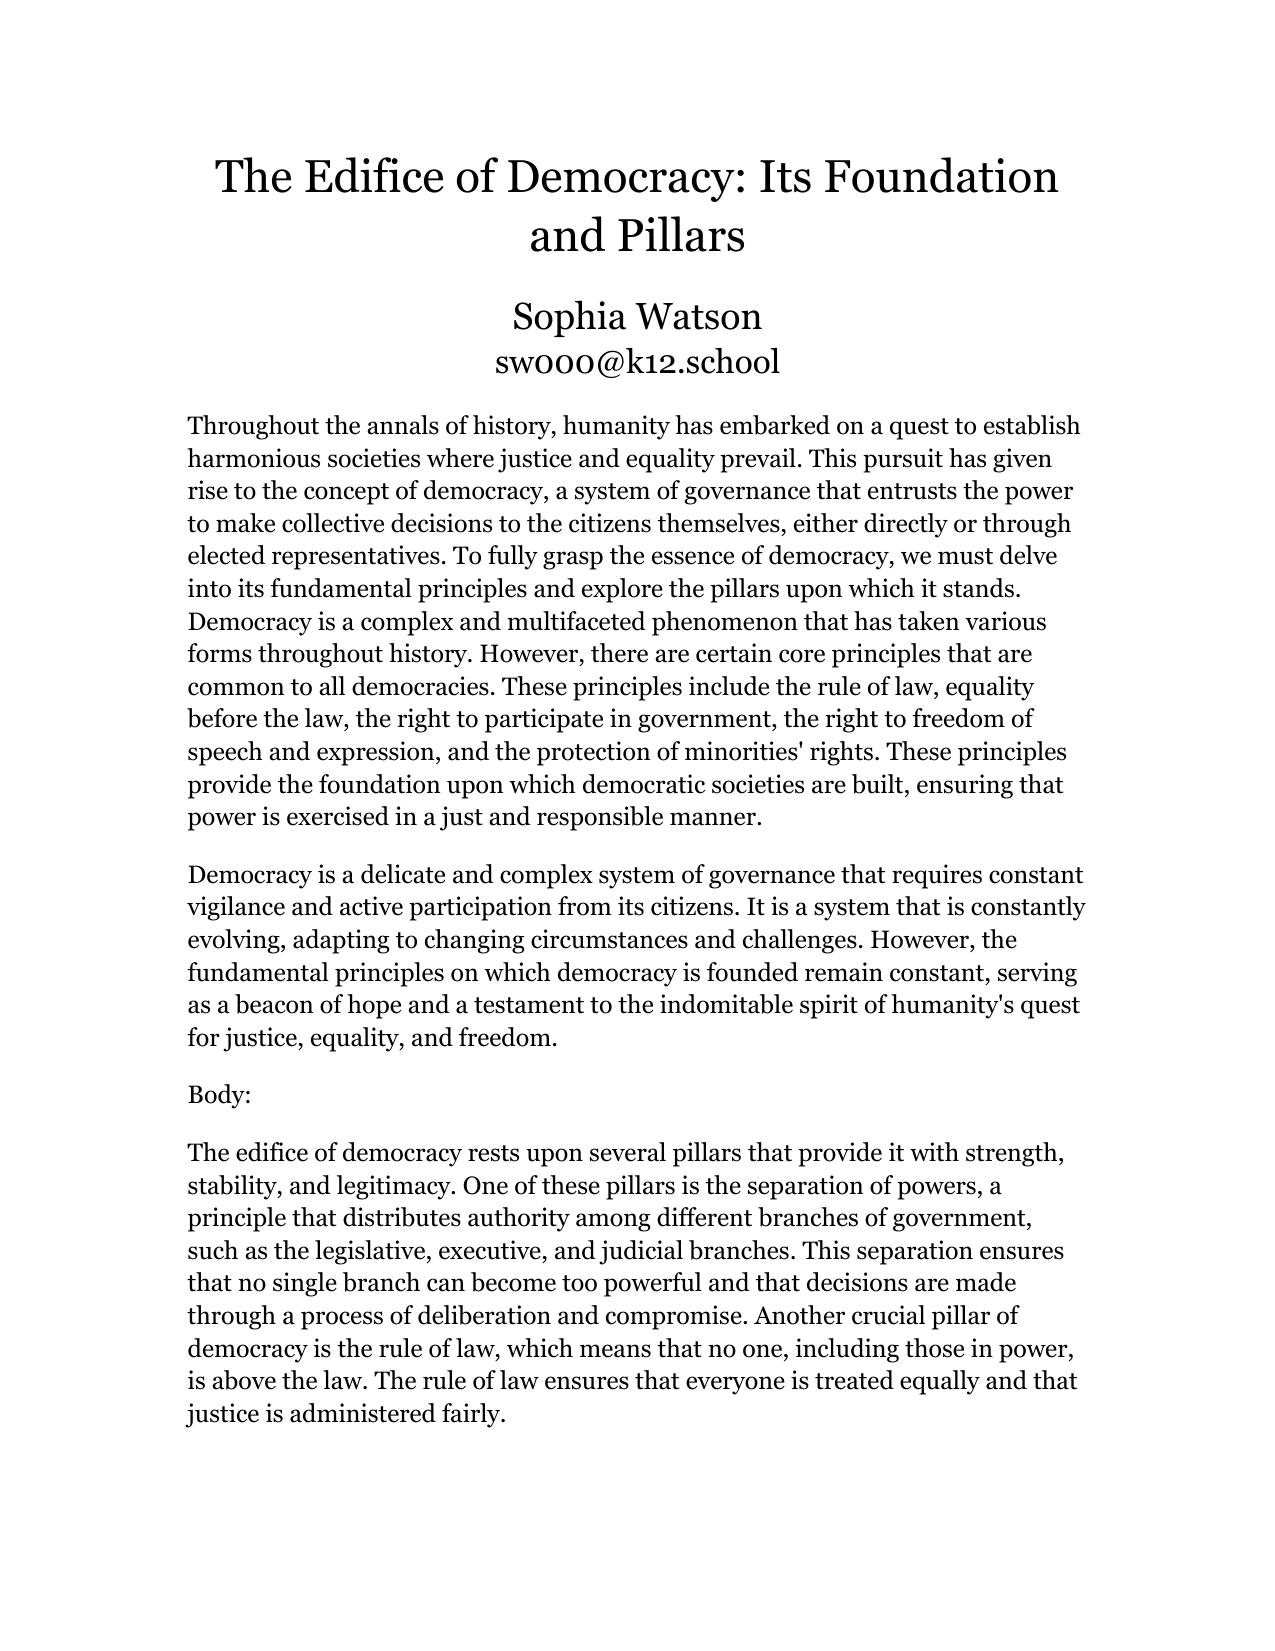 The Edifice of Democracy: Its Foundation
and Pillars
Sophia Watson
sw000@k12.school
Throughout the annals of history, humanity has embarked on a quest to establish
harmonious societies where justice and equality prevail. This pursuit has given
rise to the concept of democracy, a system of governance that entrusts the power
to make collective decisions to the citizens themselves, either directly or through
elected representatives. To fully grasp the essence of democracy, we must delve
into its fundamental principles and explore the pillars upon which it stands.
Democracy is a complex and multifaceted phenomenon that has taken various
forms throughout history. However, there are certain core principles that are
common to all democracies. These principles include the rule of law, equality
before the law, the right to participate in government, the right to freedom of
speech and expression, and the protection of minorities' rights. These principles
provide the foundation upon which democratic societies are built, ensuring that
power is exercised in a just and responsible manner.
Democracy is a delicate and complex system of governance that requires constant
vigilance and active participation from its citizens. It is a system that is constantly
evolving, adapting to changing circumstances and challenges. However, the
fundamental principles on which democracy is founded remain constant, serving
as a beacon of hope and a testament to the indomitable spirit of humanity's quest
for justice, equality, and freedom.
Body:
The edifice of democracy rests upon several pillars that provide it with strength,
stability, and legitimacy. One of these pillars is the separation of powers, a
principle that distributes authority among different branches of government,
such as the legislative, executive, and judicial branches. This separation ensures
that no single branch can become too powerful and that decisions are made
through a process of deliberation and compromise. Another crucial pillar of
democracy is the rule of law, which means that no one, including those in power,
is above the law. The rule of law ensures that everyone is treated equally and that
justice is administered fairly.